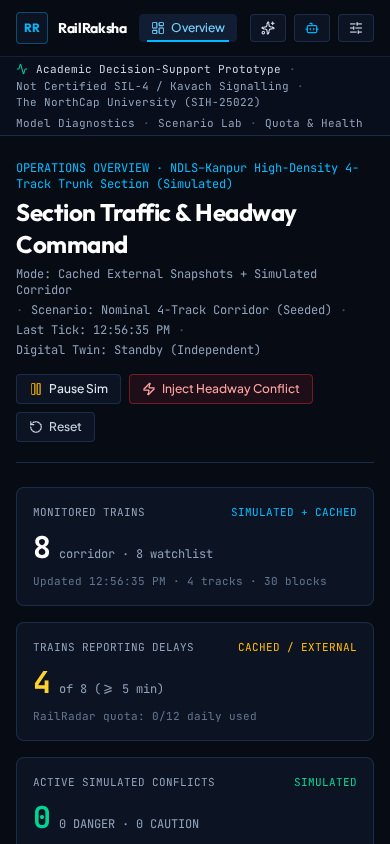 RR RailRaksha Overview
Academic Decision-Support Prototype ·
Not Certified SIL-4 / Kavach Signalling ·
The NorthCap University (SIH-25022)
Model Diagnostics · Scenario Lab · Quota & Health
OPERATIONS OVERVIEW · NDLS–Kanpur High-Density 4-
Track Trunk Section (Simulated)
Section Traffic & Headway
Command
Mode: Cached External Snapshots + Simulated
Corridor
· Scenario: Nominal 4-Track Corridor (Seeded) ·
Last Tick: 12:56:35 PM ·
Digital Twin: Standby (Independent)
Pause Sim Inject Headway Conflict
Reset
MONITORED TRAINS SIMULATED + CACHED
8 corridor · 8 watchlist
Updated 12:56:35 PM · 4 tracks · 30 blocks
TRAINS REPORTING DELAYS CACHED / EXTERNAL
4 of 8 (⩾ 5 min)
RailRadar quota: 0/12 daily used
ACTIVE SIMULATED CONFLICTS SIMULATED
0 0 DANGER · 0 CAUTION